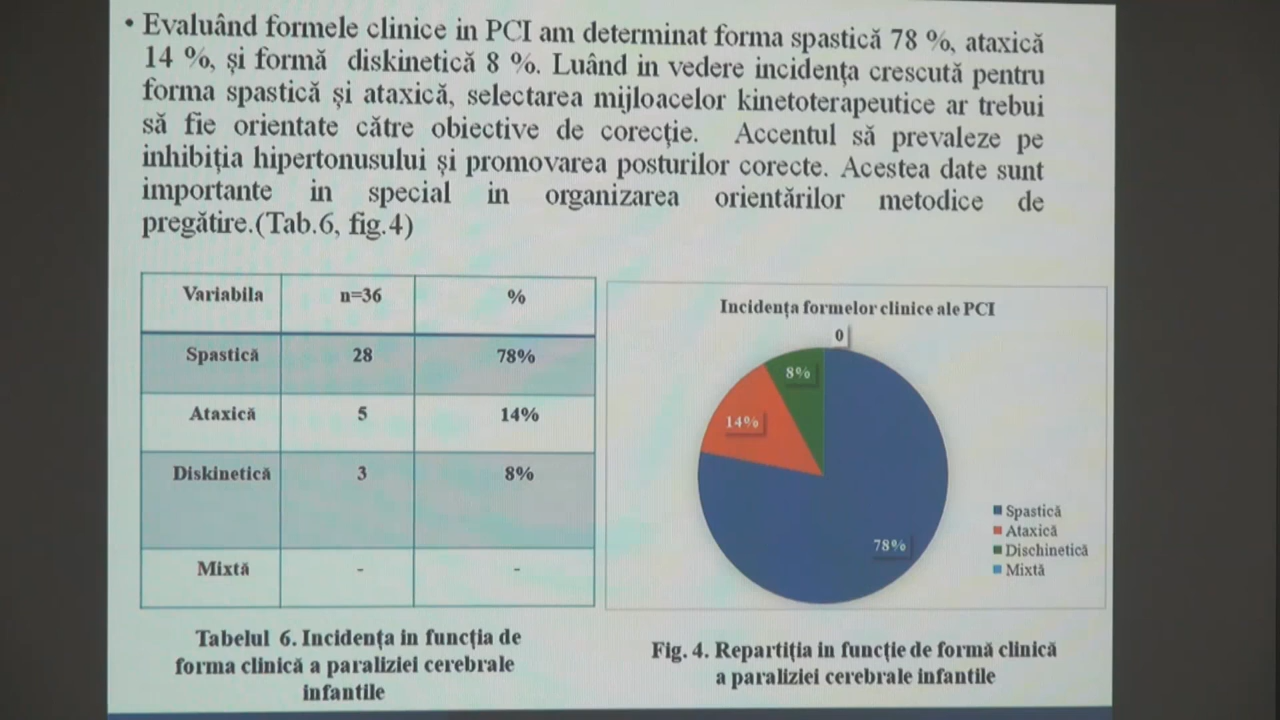 • Evaluând formele clinice in PCI am determinat forma spastică 78 %, ataxică
14 %, și formă diskinetică 8 %. Luând in vedere incidența crescută pentru
forma spastică și ataxică, selectarea mijloacelor kinetoterapeutice ar trebui
să fie orientate către obiective de corecție. Accentul să prevaleze pe
inhibiția hipertonusului și promovarea posturilor corecte. Acestea date sunt
importante in special in organizarea orientărilor metodice de
pregătire.(Tab.6, fig.4)
Variabila n=36 %
Spastică 28 78%
Ataxică 5 14%
Diskinetică 3 8%
Mixtă - -
Tabelul 6. Incidența in funcția de
forma clinică a paraliziei cerebrale
infantile
Incidența formelor clinice ale PCI
0
8%
14%
78%
Spastică
Ataxică
Dischinetică
Mixtă
Fig. 4. Repartiția in funcție de formă clinică
a paraliziei cerebrale infantile